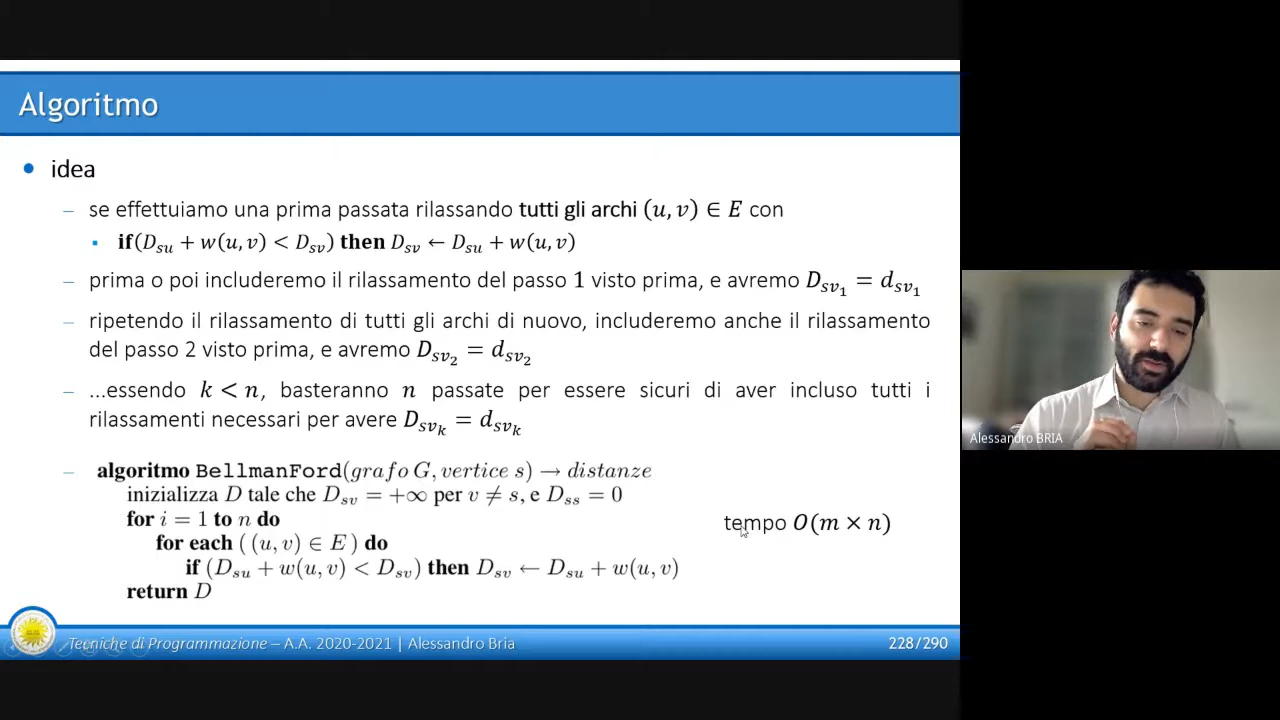 Algoritmo
• idea
– se effettuiamo una prima passata rilassando tutti gli archi (u, v) ∈ E con
▪ if(D_su + w(u, v) < D_sv) then D_sv ← D_su + w(u, v)
– prima o poi includeremo il rilassamento del passo 1 visto prima, e avremo D_sv₁ = d_sv₁
– ripetendo il rilassamento di tutti gli archi di nuovo, includeremo anche il rilassamento
del passo 2 visto prima, e avremo D_sv₂ = d_sv₂
– ...essendo k < n, basteranno n passate per essere sicuri di aver incluso tutti i
rilassamenti necessari per avere D_svₖ = d_svₖ
– algoritmo BellmanFord(grafo G, vertice s) → distanze
inizializza D tale che D_sv = +∞ per v ≠ s, e D_ss = 0
for i = 1 to n do
for each ( (u, v) ∈ E ) do
if (D_su + w(u, v) < D_sv) then D_sv ← D_su + w(u, v)
return D
tempo O(m × n)
Tecniche di Programmazione – A.A. 2020-2021 | Alessandro Bria
228/290
Alessandro BRIA